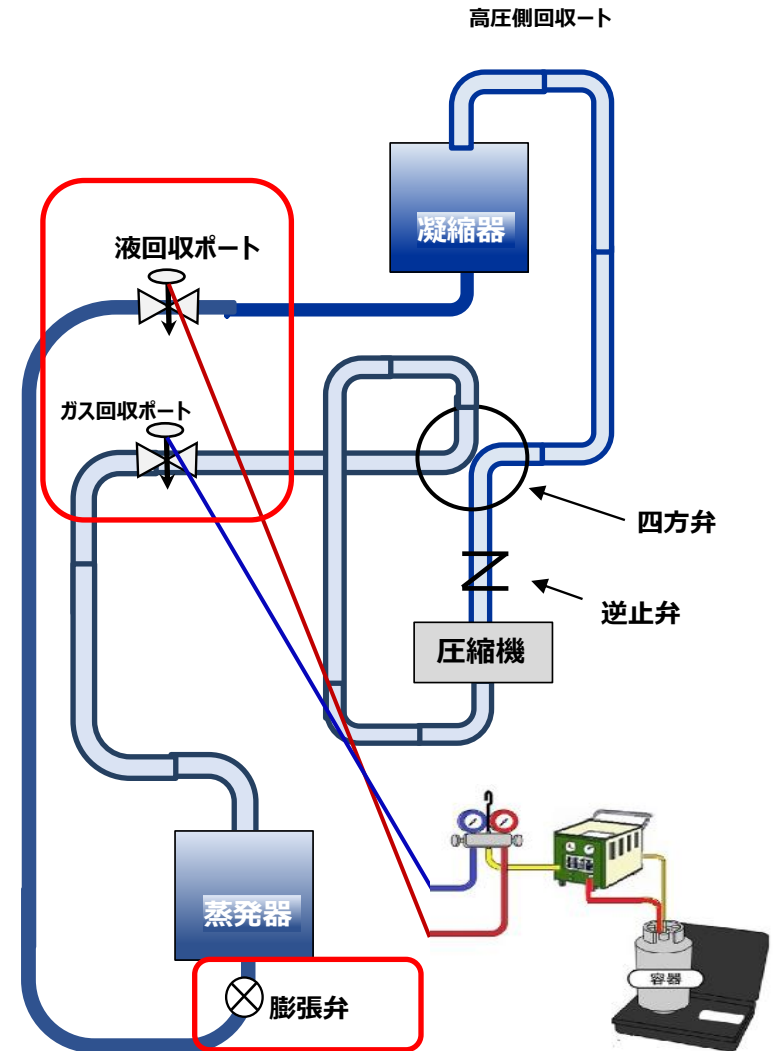 高圧側回収ート
凝縮器
液回収ポート
ガス回収ポート
四方弁
逆止弁
圧縮機
蒸発器
膨張弁
容器